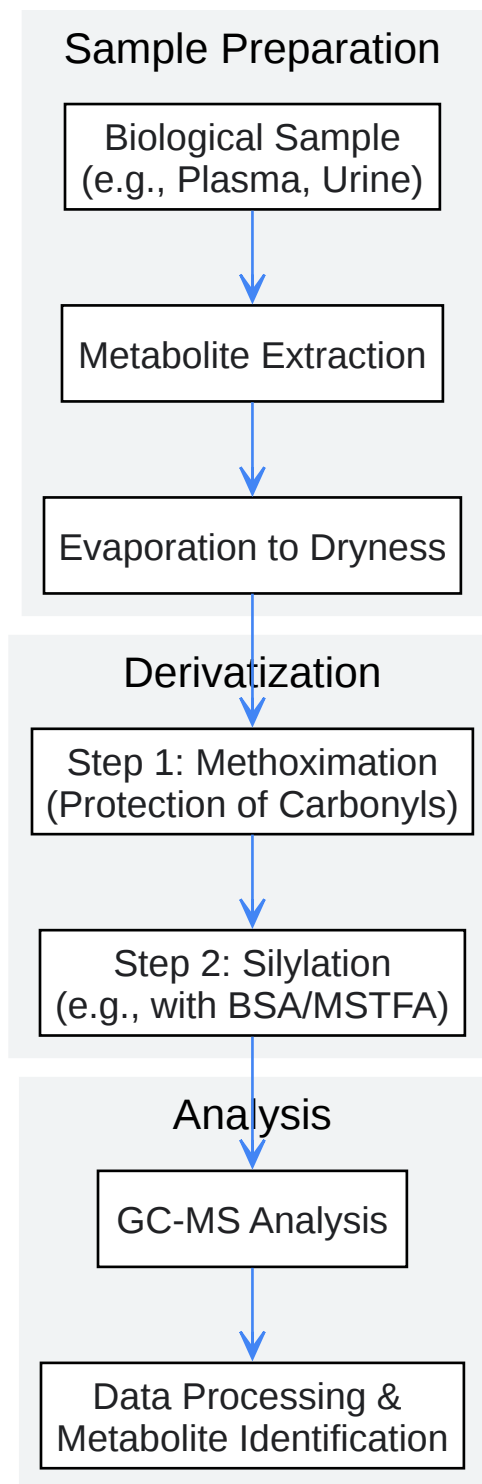 Sample Preparation
Biological Sample
(e.g., Plasma, Urine)
Metabolite Extraction
Evaporation to Dryness
Derivatization
Step 1: Methoximation
(Protection of Carbonyls)
Step 2: Silylation
(e.g., with BSA/MSTFA)
Analysis
GC-MS Analysis
Data Processing &
Metabolite Identification